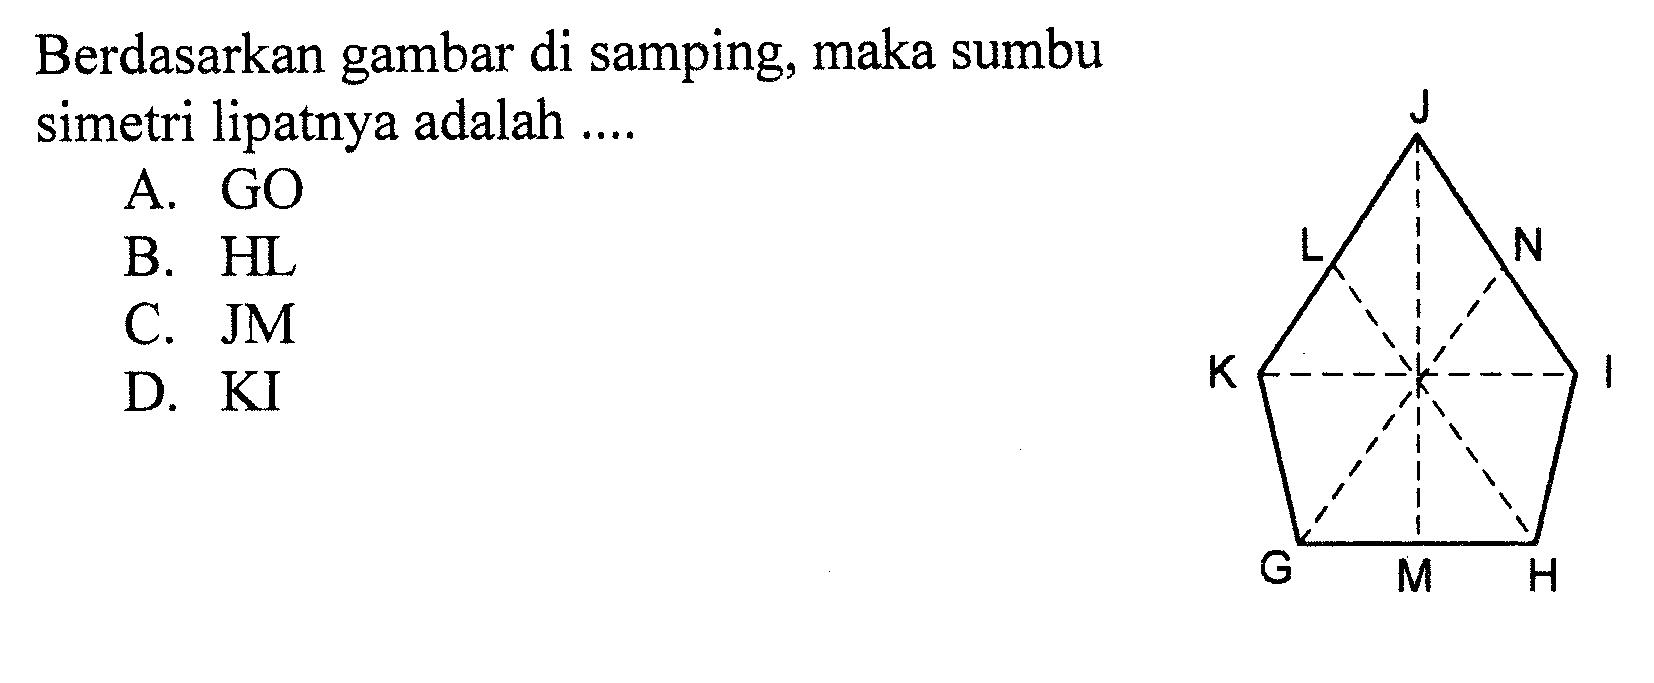 Berdasarkan gambar di samping, maka sumbu
simetri lipatnya adalah ....
A. GO
B. HL
C. JM
D. KI
J
L N
K I
G M H